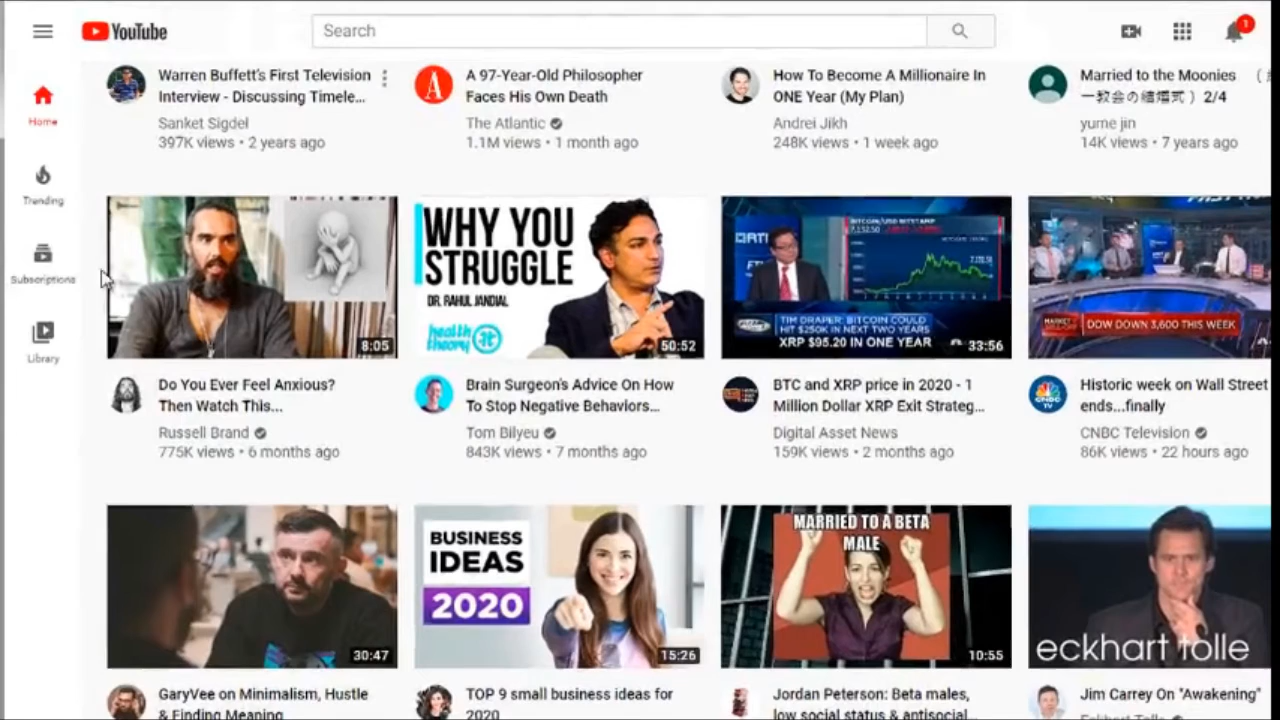 YouTube
Search
1
Home
Trending
Subscriptions
Library
Warren Buffett's First Television
Interview - Discussing Timele...
Sanket Sigdel
397K views • 2 years ago
A 97-Year-Old Philosopher
Faces His Own Death
The Atlantic
1.1M views • 1 month ago
How To Become A Millionaire In
ONE Year (My Plan)
Andrei Jikh
248K views • 1 week ago
Married to the Moonies (
一教会の結婚式 ) 2/4
yume jin
14K views • 7 years ago
8:05
Do You Ever Feel Anxious?
Then Watch This...
Russell Brand
775K views • 6 months ago
WHY YOU
STRUGGLE
DR. RAHUL JANDIAL
health
theory
50:52
Brain Surgeon's Advice On How
To Stop Negative Behaviors...
Tom Bilyeu
843K views • 7 months ago
BITCOIN/USD BITSTAMP
TIM DRAPER: BITCOIN COULD
HIT $250K IN NEXT TWO YEARS
XRP $95.20 IN ONE YEAR
33:56
BTC and XRP price in 2020 - 1
Million Dollar XRP Exit Strateg...
Digital Asset News
159K views • 2 months ago
DOW DOWN 3,600 THIS WEEK
Historic week on Wall Street
ends...finally
CNBC Television
86K views • 22 hours ago
30:47
GaryVee on Minimalism, Hustle
& Finding Meaning
BUSINESS
IDEAS
2020
15:26
TOP 9 small business ideas for
2020
MARRIED TO A BETA
MALE
10:55
Jordan Peterson: Beta males,
low social status & antisocial...
eckhart tolle
Jim Carrey On "Awakening"
Eckhart Tolle